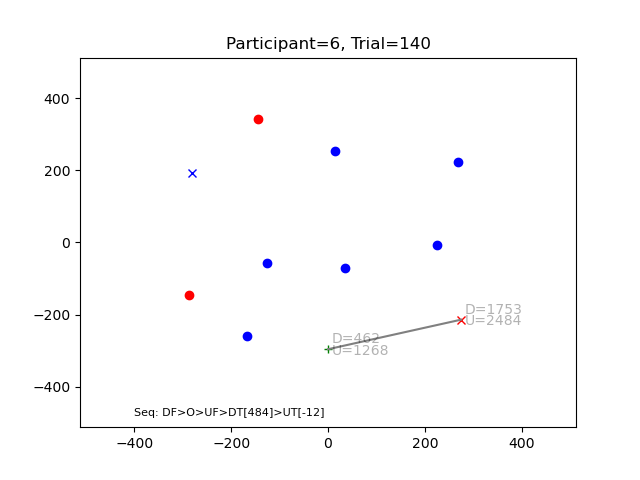 Participant=6, Trial=140
400
200
0
−200
−400
D=1753
U=2484
D=462
U=1268
Seq: DF>O>UF>DT[484]>UT[-12]
−400
−200
0
200
400